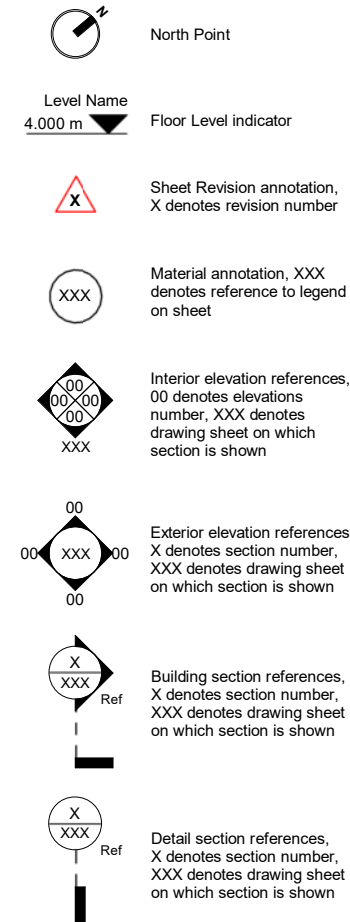 N
North Point
Level Name
4.000 m
Floor Level indicator
X
Sheet Revision annotation,
X denotes revision number
XXX
Material annotation, XXX
denotes reference to legend
on sheet
00
00 00
00
XXX
Interior elevation references,
00 denotes elevations
number, XXX denotes
drawing sheet on which
section is shown
00
00 XXX 00
00
Exterior elevation references
X denotes section number,
XXX denotes drawing sheet
on which section is shown
X
XXX
Ref
Building section references,
X denotes section number,
XXX denotes drawing sheet
on which section is shown
X
XXX
Ref
Detail section references,
X denotes section number,
XXX denotes drawing sheet
on which section is shown